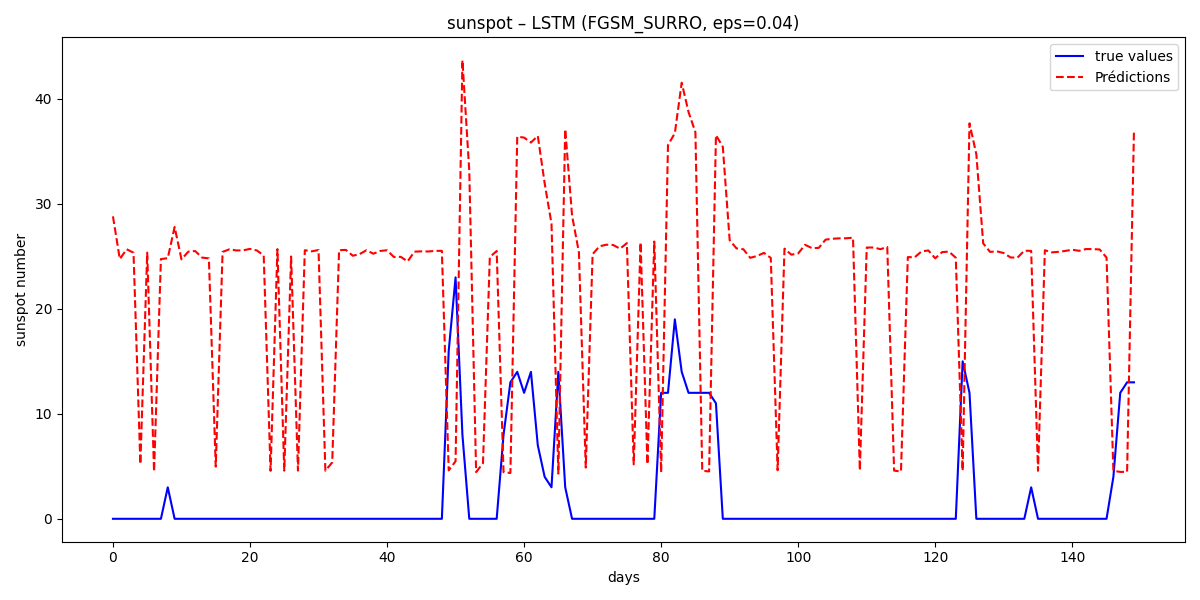 sunspot – LSTM (FGSM_SURRO, eps=0.04)
true values
Prédictions
sunspot number
40
30
20
10
0
0 20 40 60 80 100 120 140
days